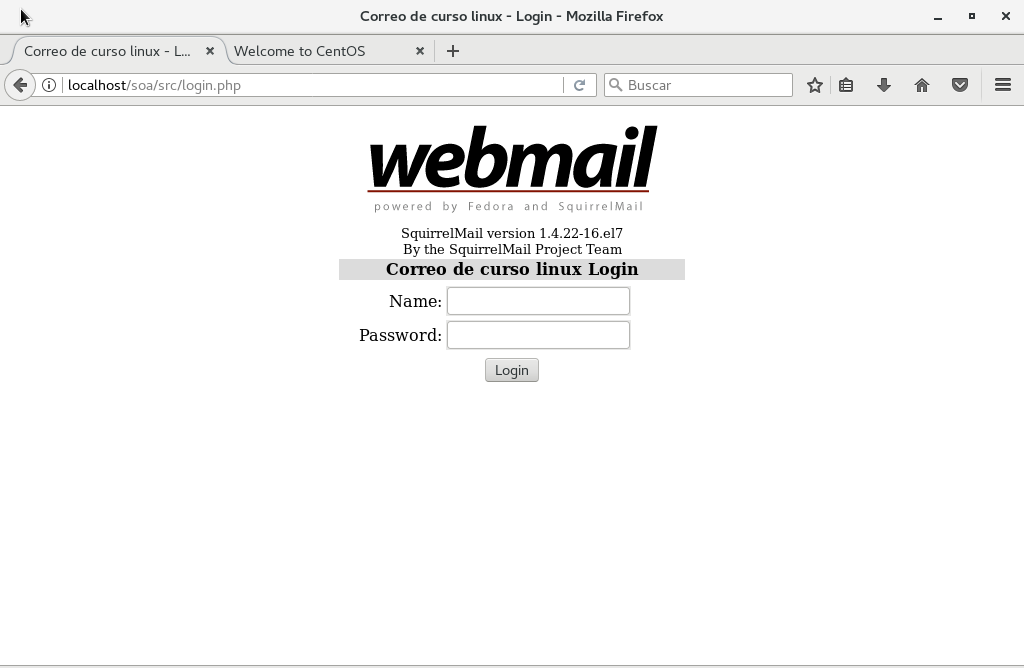 Correo de curso linux - Login - Mozilla Firefox
Correo de curso linux - L...
Welcome to CentOS
localhost/soa/src/login.php
Buscar
webmail
powered by Fedora and SquirrelMail
SquirrelMail version 1.4.22-16.el7
By the SquirrelMail Project Team
Correo de curso linux Login
Name:
Password:
Login